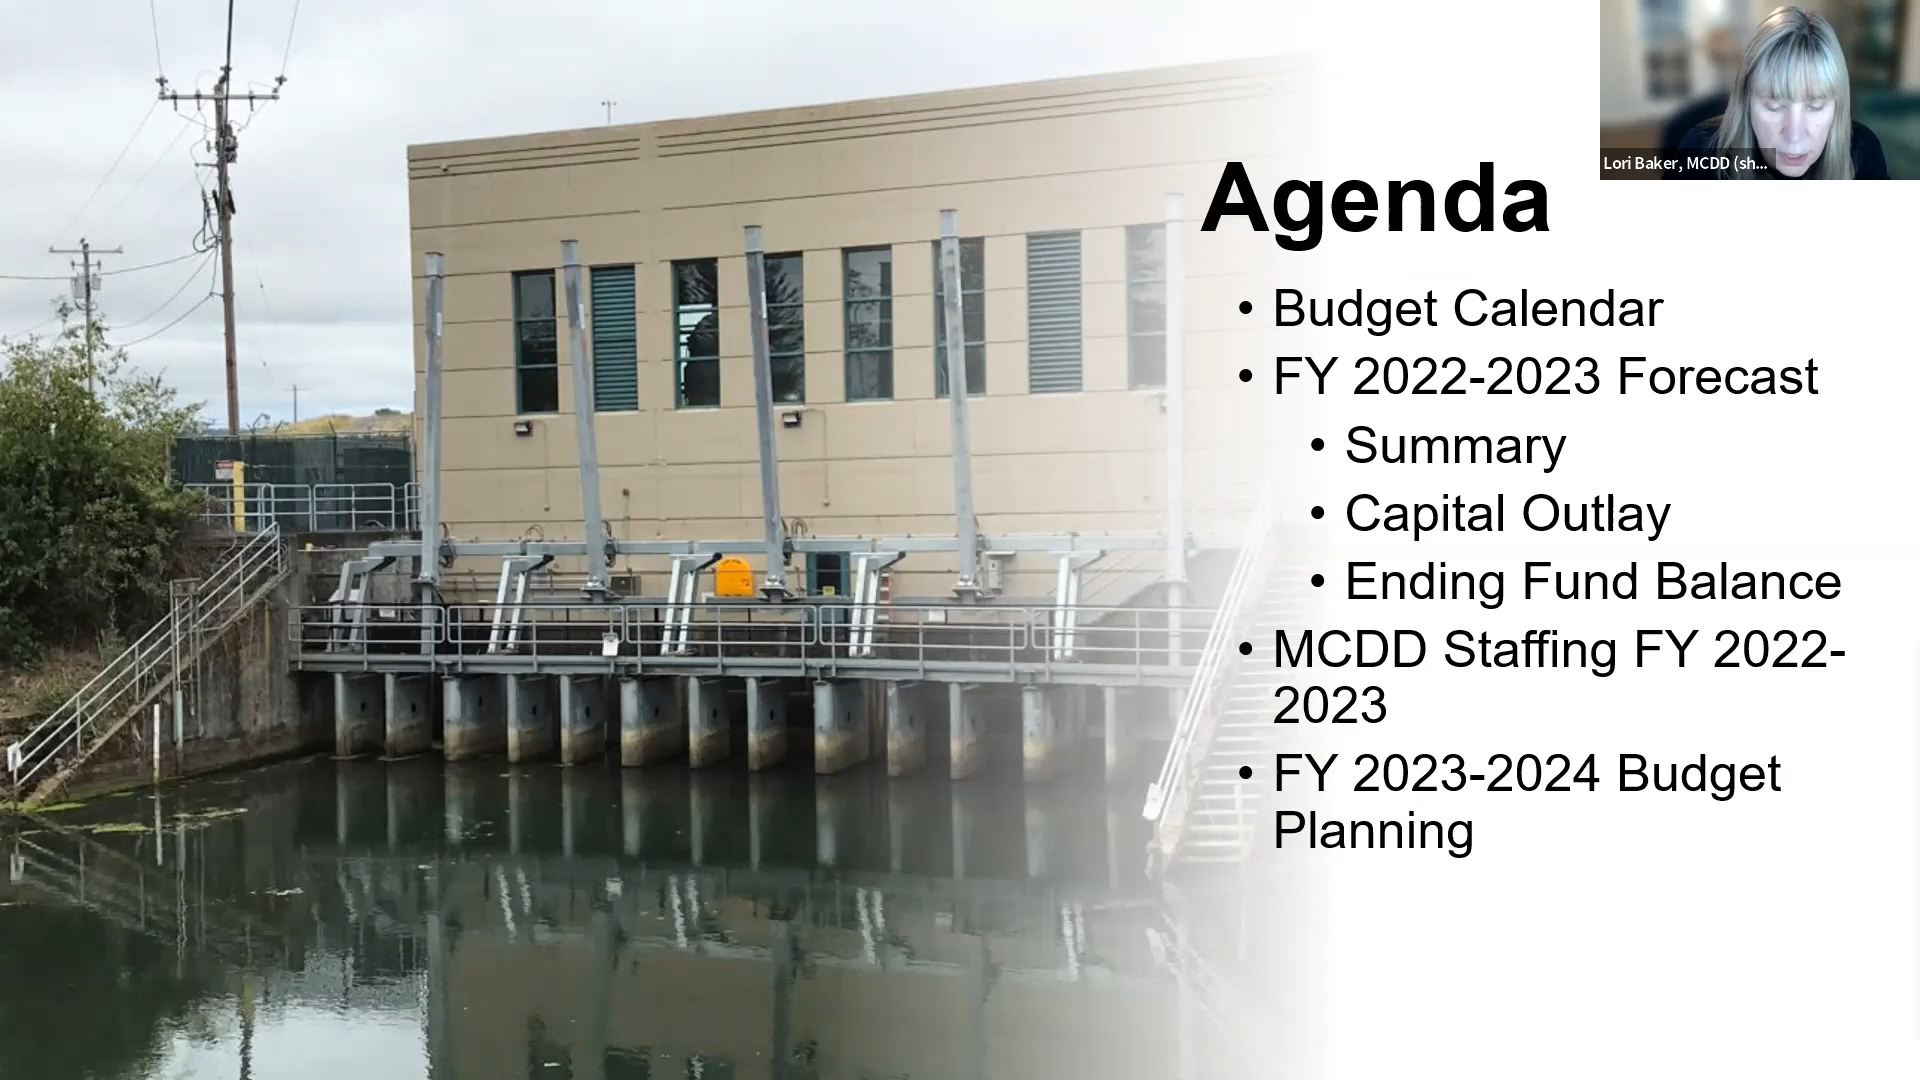 Lori Baker, MCDD (sh...
Agenda
• Budget Calendar
• FY 2022-2023 Forecast
• Summary
• Capital Outlay
• Ending Fund Balance
• MCDD Staffing FY 2022-
2023
• FY 2023-2024 Budget
Planning